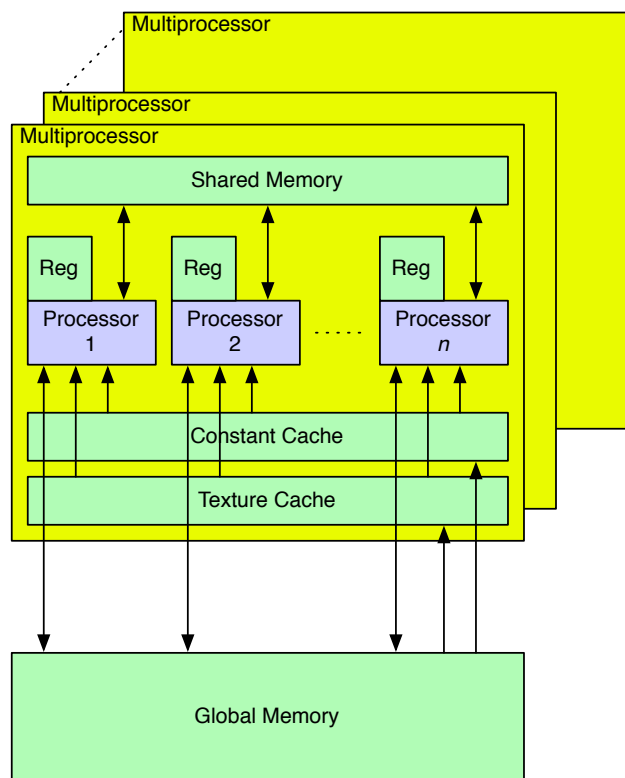 Multiprocessor
Multiprocessor
Multiprocessor
Shared Memory
Reg
Reg
Reg
Processor
1
Processor
2
.....
Processor
n
Constant Cache
Texture Cache
Global Memory